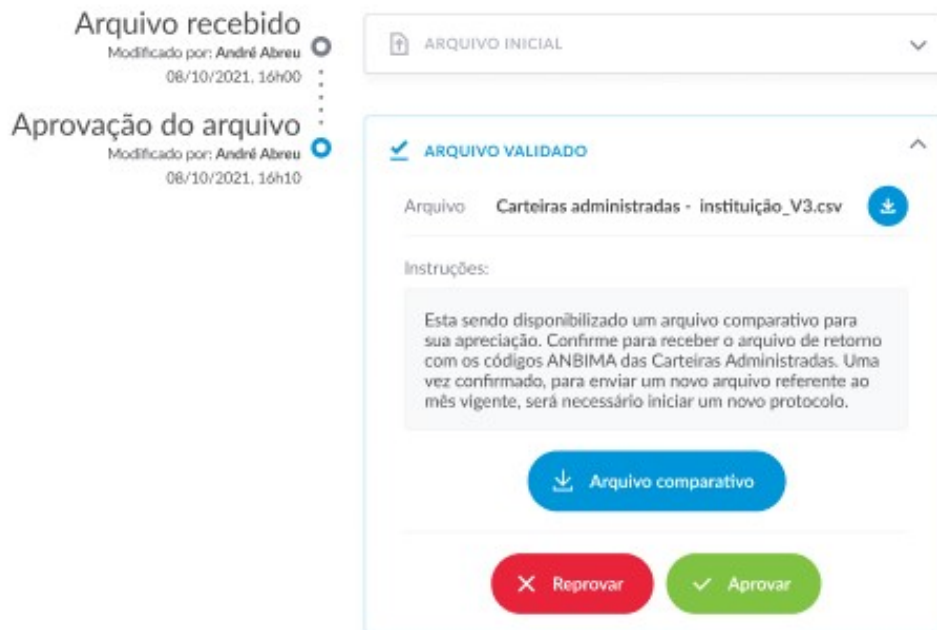 Arquivo recebido
Modificado por: André Abreu
08/10/2021, 16h00
ARQUIVO INICIAL
Aprovação do arquivo
Modificado por: André Abreu
08/10/2021, 16h10
ARQUIVO VALIDADO
Arquivo Carteiras administradas - instituição_V3.csv
Instruções:
Esta sendo disponibilizado um arquivo comparativo para
sua apreciação. Confirme para receber o arquivo de retorno
com os códigos ANBIMA das Carteiras Administradas. Uma
vez confirmado, para enviar um novo arquivo referente ao
mês vigente, será necessário iniciar um novo protocolo.
Arquivo comparativo
Reprovar Aprovar